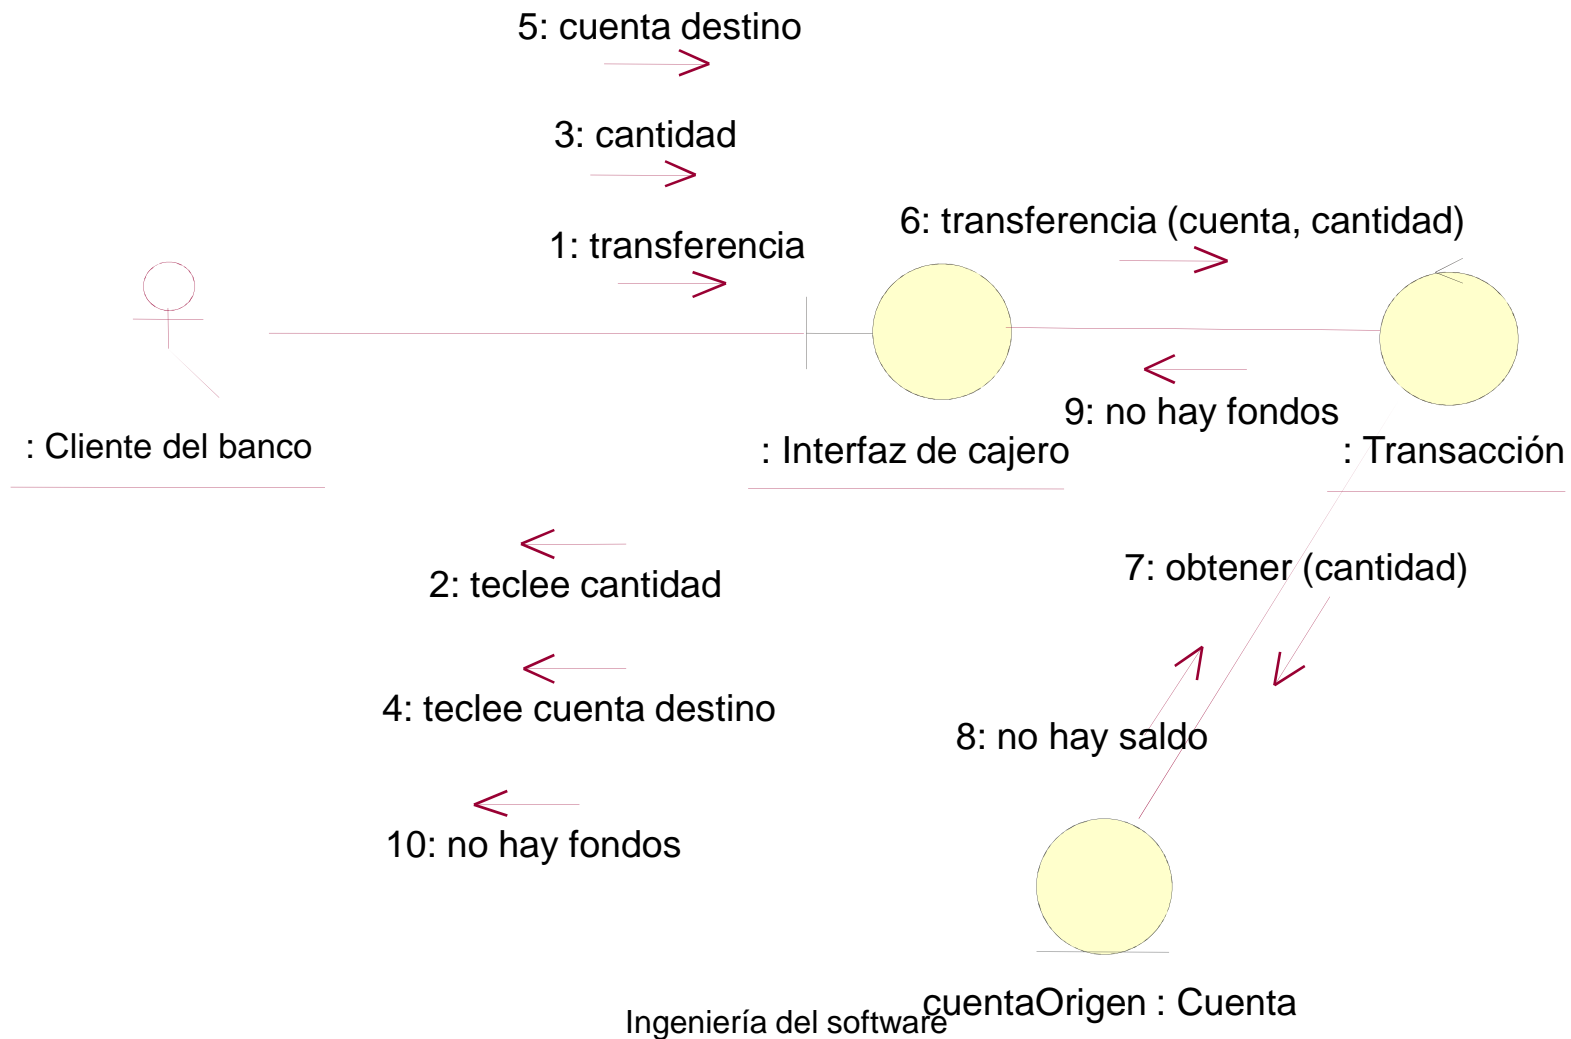 5: cuenta destino
3: cantidad
6: transferencia (cuenta, cantidad)
1: transferencia
9: no hay fondos
: Cliente del banco
: Interfaz de cajero
: Transacción
7: obtener (cantidad)
2: teclee cantidad
4: teclee cuenta destino
8: no hay saldo
10: no hay fondos
cuentaOrigen : Cuenta
Ingeniería del software